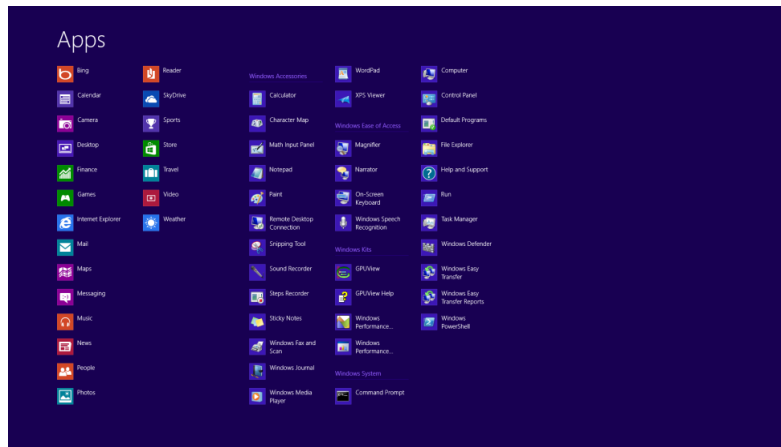 Apps
Bing
Calendar
Camera
Desktop
Finance
Games
Internet Explorer
Mail
Maps
Messaging
Music
News
People
Photos
Reader
SkyDrive
Sports
Store
Travel
Video
Weather
Windows Accessories
Calculator
Character Map
Math Input Panel
Notepad
Paint
Remote Desktop
Connection
Snipping Tool
Sound Recorder
Steps Recorder
Sticky Notes
Windows Fax and
Scan
Windows Journal
Windows Media
Player
WordPad
XPS Viewer
Windows Ease of Access
Magnifier
Narrator
On-Screen
Keyboard
Windows Speech
Recognition
Windows Kits
GPUView
GPUView Help
Windows
Performance...
Windows
Performance...
Windows System
Command Prompt
Computer
Control Panel
Default Programs
File Explorer
Help and Support
Run
Task Manager
Windows Defender
Windows Easy
Transfer
Windows Easy
Transfer Reports
Windows
PowerShell